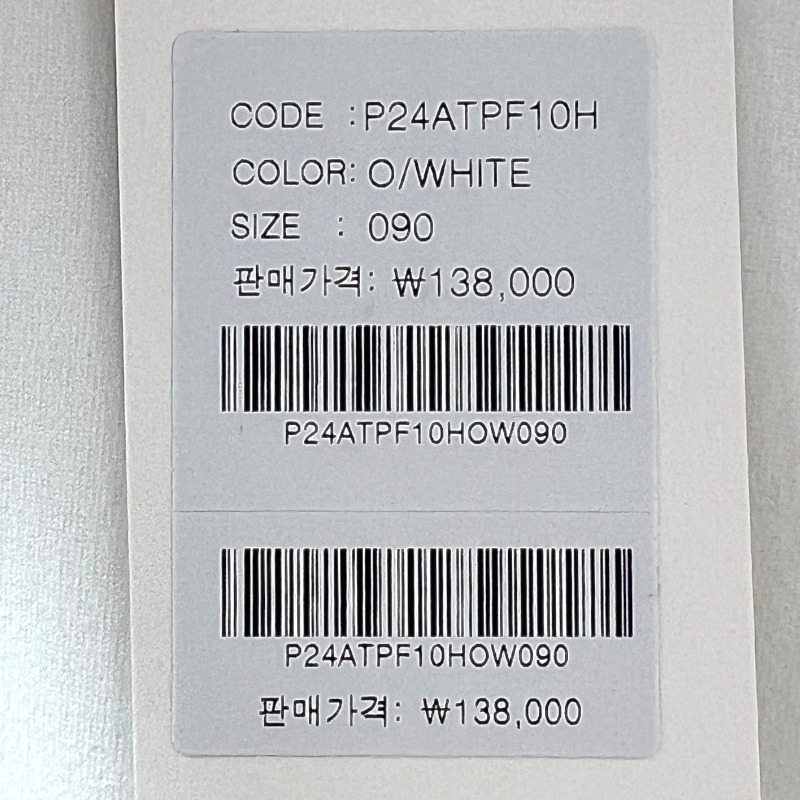 CODE :P24ATPF10H
COLOR: O/WHITE
SIZE : 090
판매가격: ₩138,000
P24ATPF10HOW090
P24ATPF10HOW090
판매가격: ₩138,000